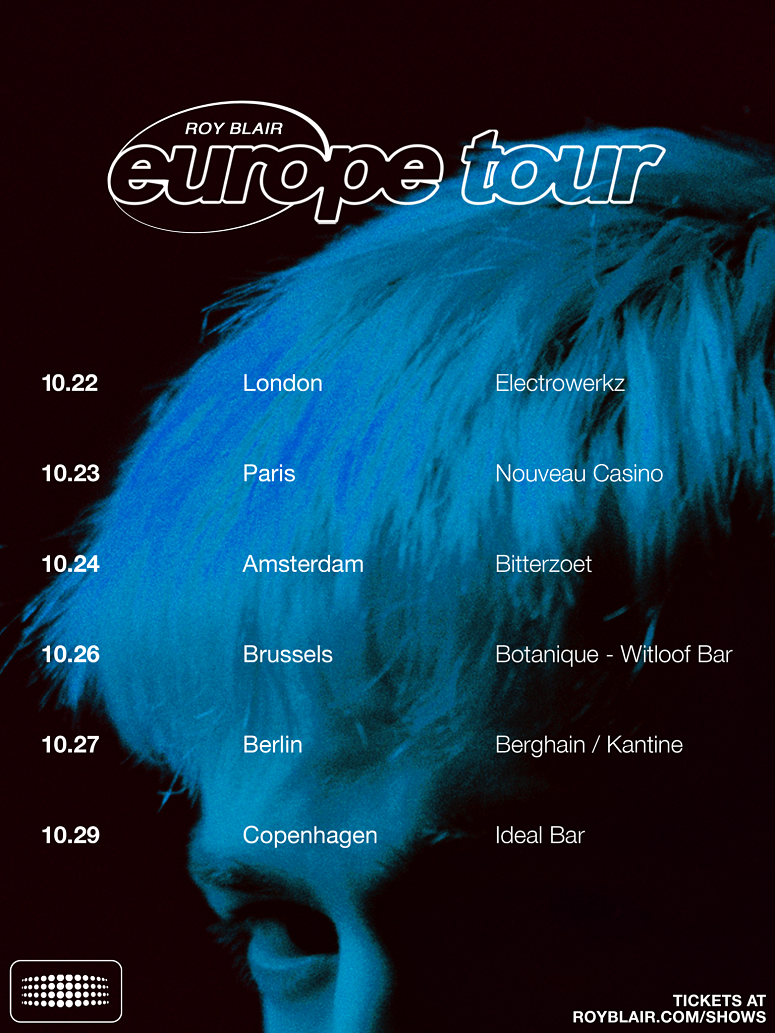 ROY BLAIR
europe tour
10.22 London Electrowerkz
10.23 Paris Nouveau Casino
10.24 Amsterdam Bitterzoet
10.26 Brussels Botanique - Witloof Bar
10.27 Berlin Berghain / Kantine
10.29 Copenhagen Ideal Bar
TICKETS AT
ROYBLAIR.COM/SHOWS